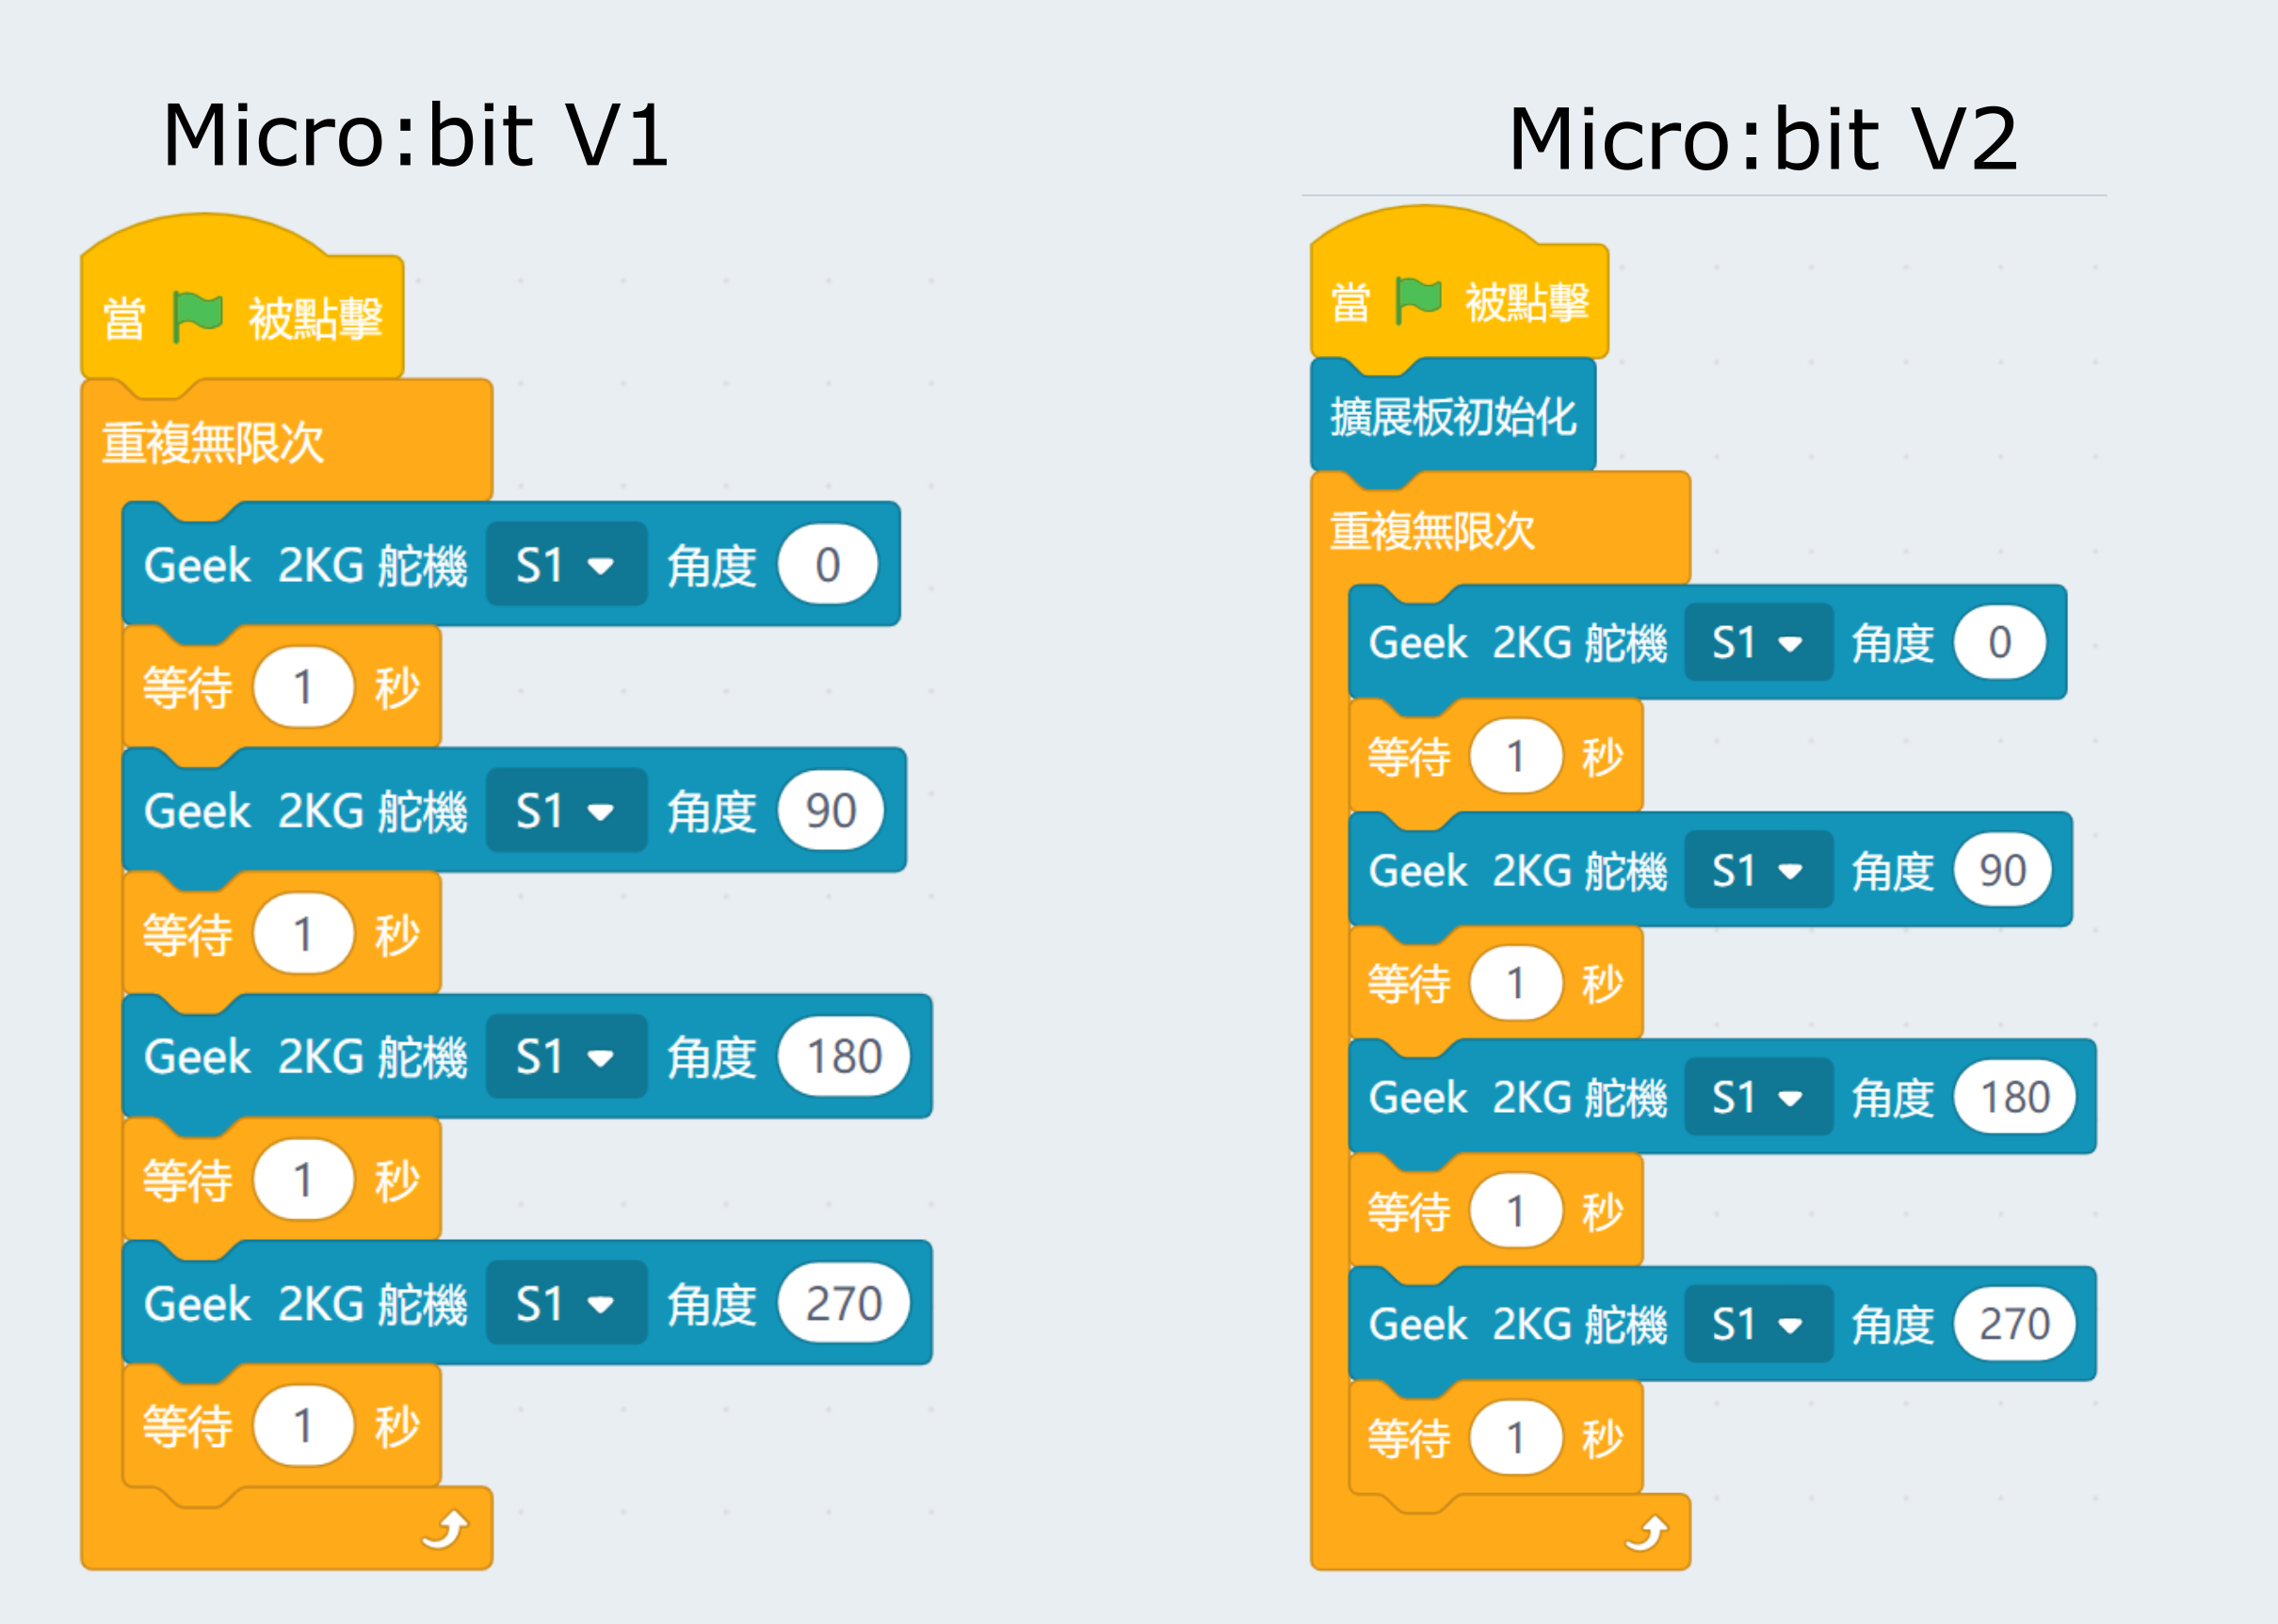 Micro:bit V1
當 被點擊
重複無限次
Geek 2KG 舵機 S1 角度 0
等待 1 秒
Geek 2KG 舵機 S1 角度 90
等待 1 秒
Geek 2KG 舵機 S1 角度 180
等待 1 秒
Geek 2KG 舵機 S1 角度 270
等待 1 秒
Micro:bit V2
當 被點擊
擴展板初始化
重複無限次
Geek 2KG 舵機 S1 角度 0
等待 1 秒
Geek 2KG 舵機 S1 角度 90
等待 1 秒
Geek 2KG 舵機 S1 角度 180
等待 1 秒
Geek 2KG 舵機 S1 角度 270
等待 1 秒